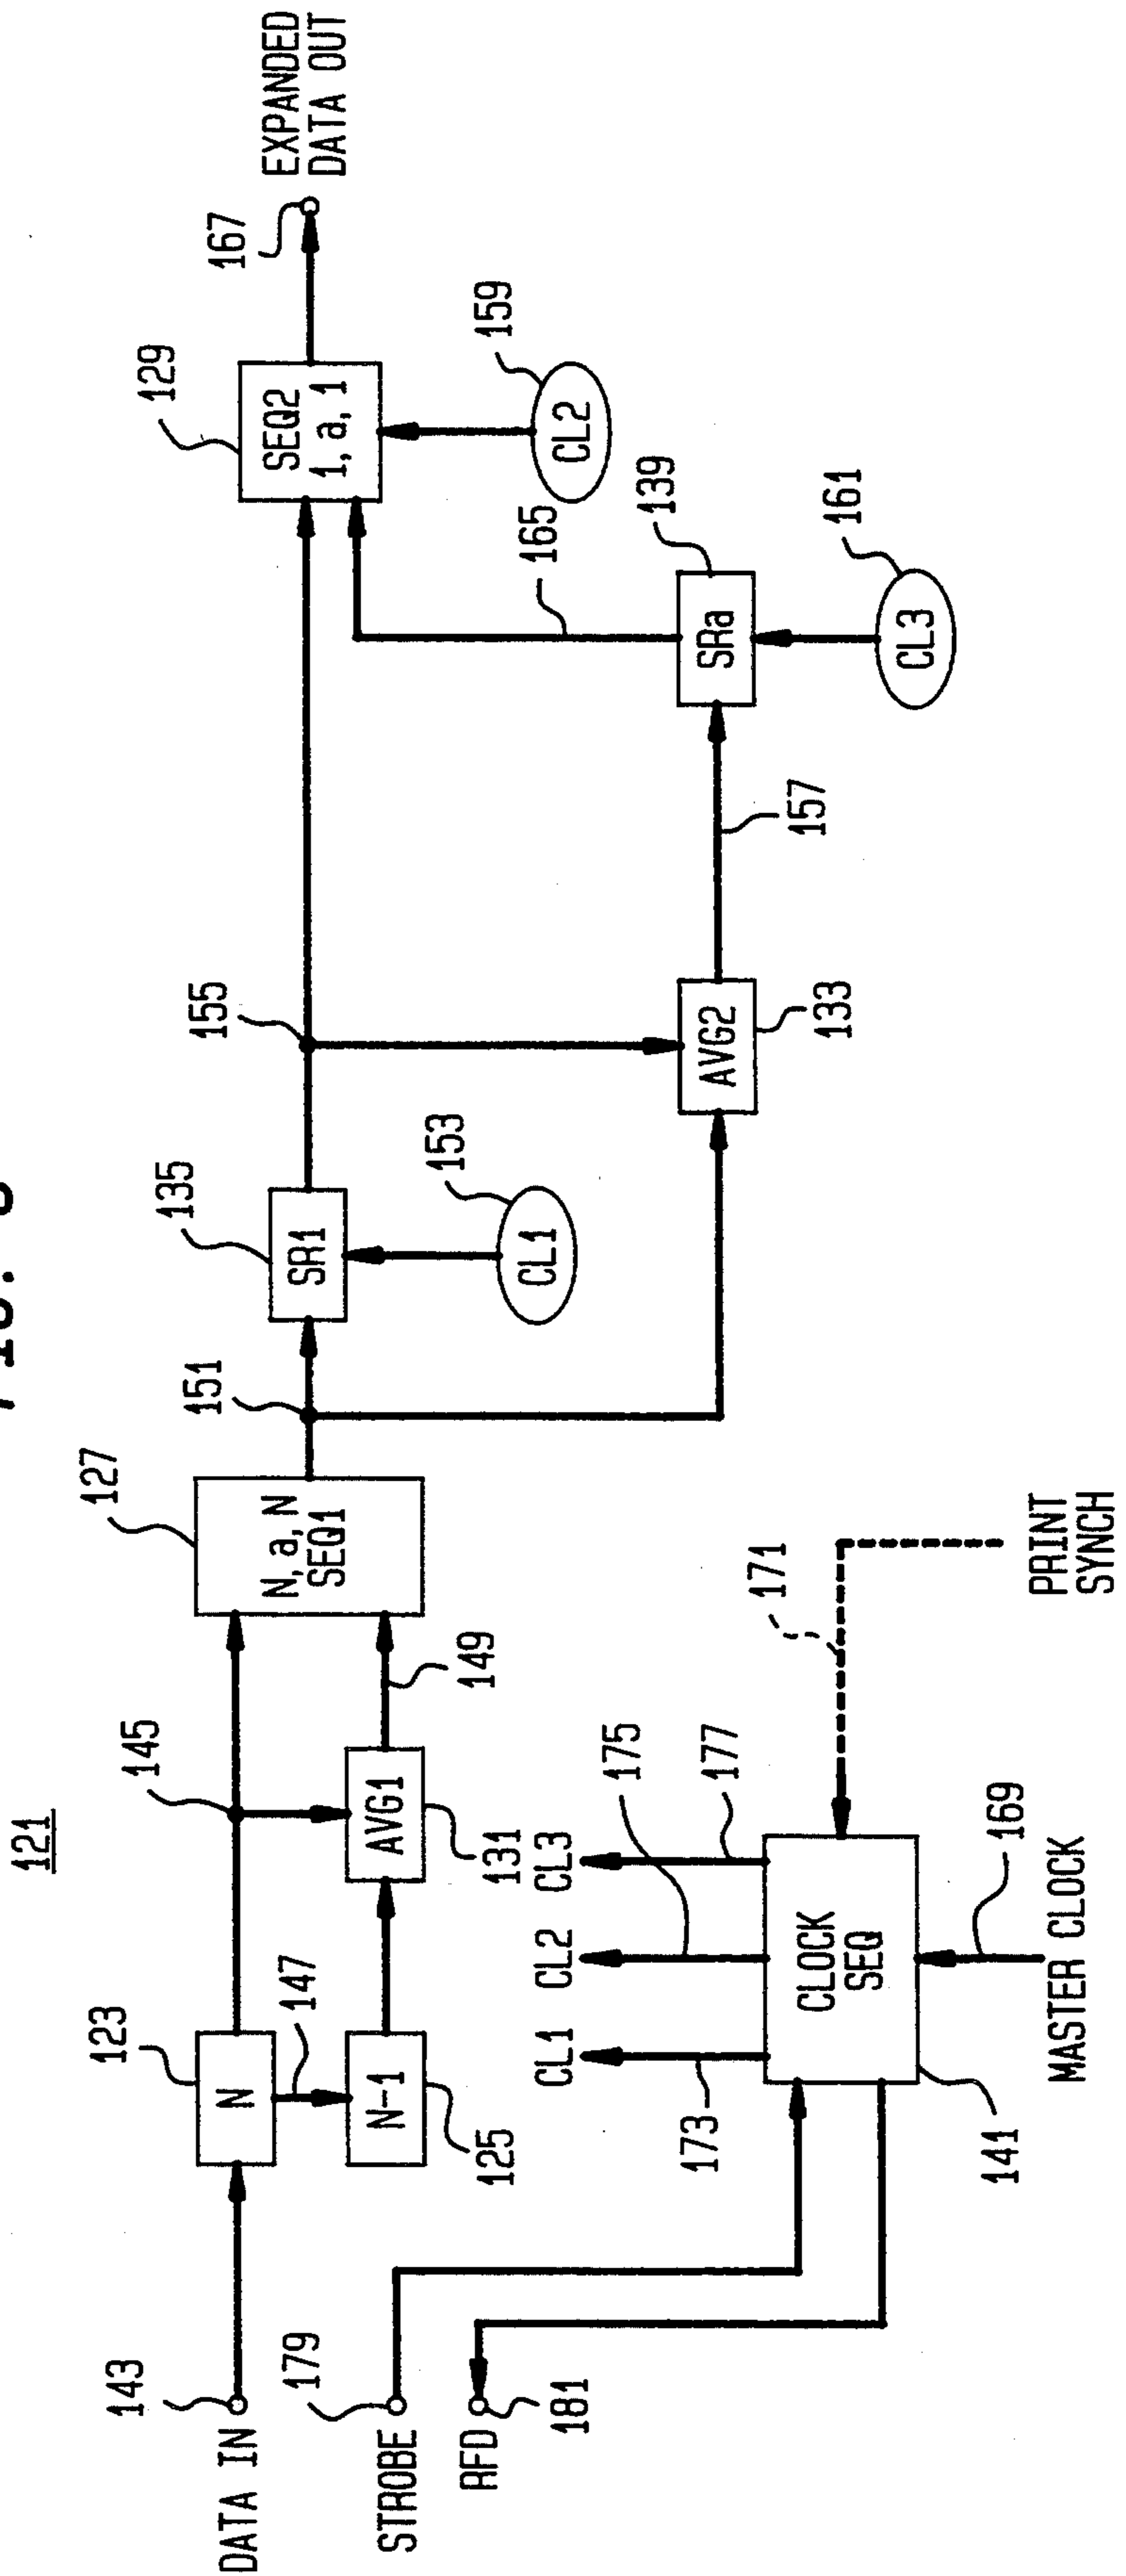 FIG.
121
DATA IN
143
123
N
147
N-1
125
145
AVG1
131
149
127
N, a, N
SEQ1
151
135
SR1
153
CL1
155
AVG2
133
157
139
SRa
161
CL3
165
129
SEQ2
1, a, 1
159
CL2
167
EXPANDED
DATA OUT
STROBE
179
RFD
181
CL1
CL2
CL3
173
175
177
CLOCK
SEQ
141
169
MASTER CLOCK
171
PRINT
SYNCH